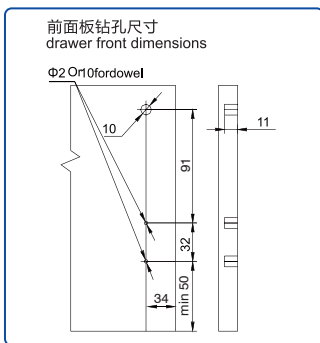 前面板钻孔尺寸
drawer front dimensions
Φ2 Or10fordowel
10
11
91
32
min 50
34